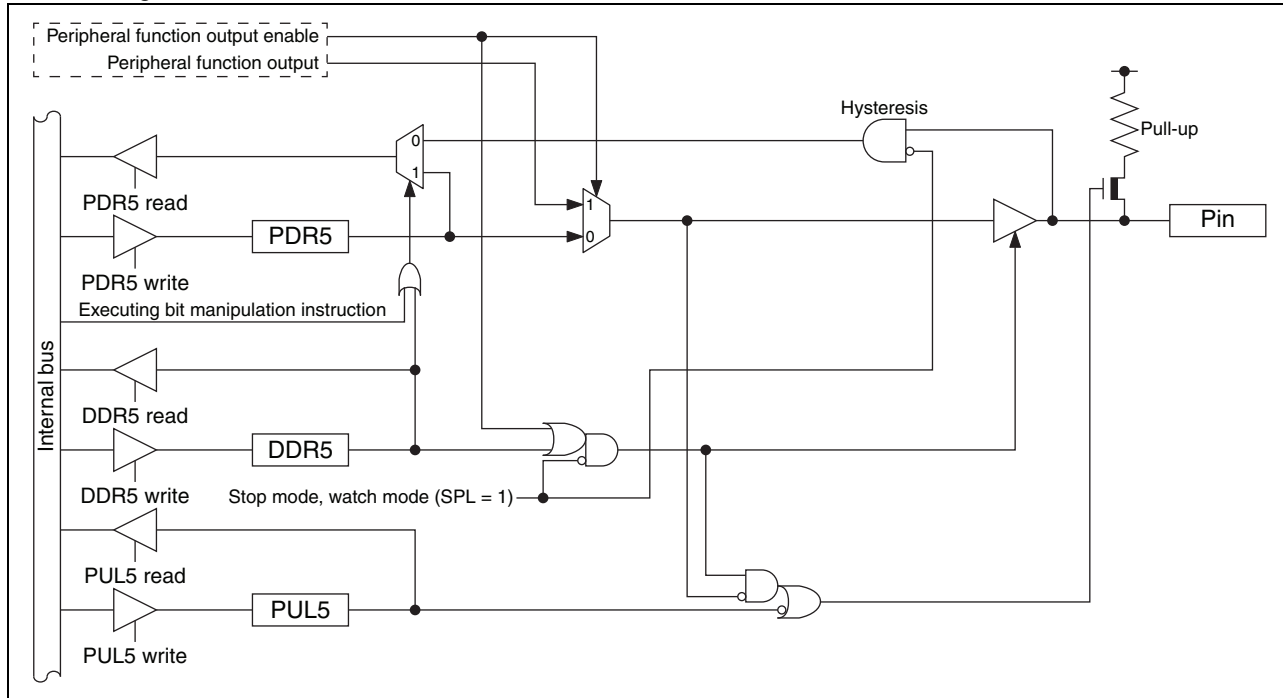 Peripheral function output enable
Peripheral function output
Hysteresis
Pull-up
0
1
PDR5 read
1
0
PDR5
Pin
PDR5 write
Executing bit manipulation instruction
Internal bus
DDR5 read
DDR5
DDR5 write
Stop mode, watch mode (SPL = 1)
PUL5 read
PUL5
PUL5 write